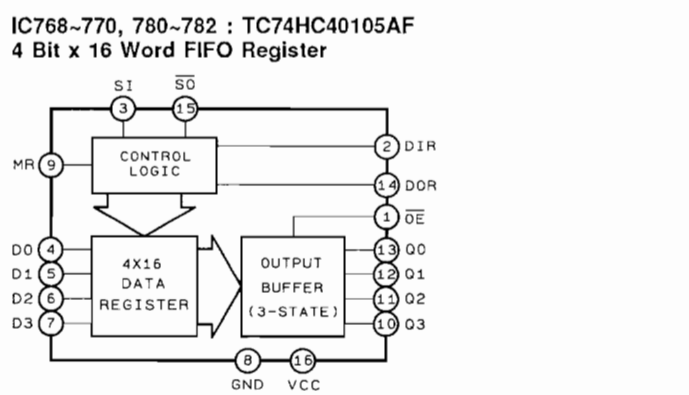 IC768~770, 780~782 : TC74HC40105AF
4 Bit x 16 Word FIFO Register
SI
S̅O̅
3
15
CONTROL
LOGIC
MR
9
2
DIR
14
DOR
1
O̅E̅
D0
4
D1
5
D2
6
D3
7
4X16
DATA
REGISTER
OUTPUT
BUFFER
(3-STATE)
13
Q0
12
Q1
11
Q2
10
Q3
8
16
GND
VCC